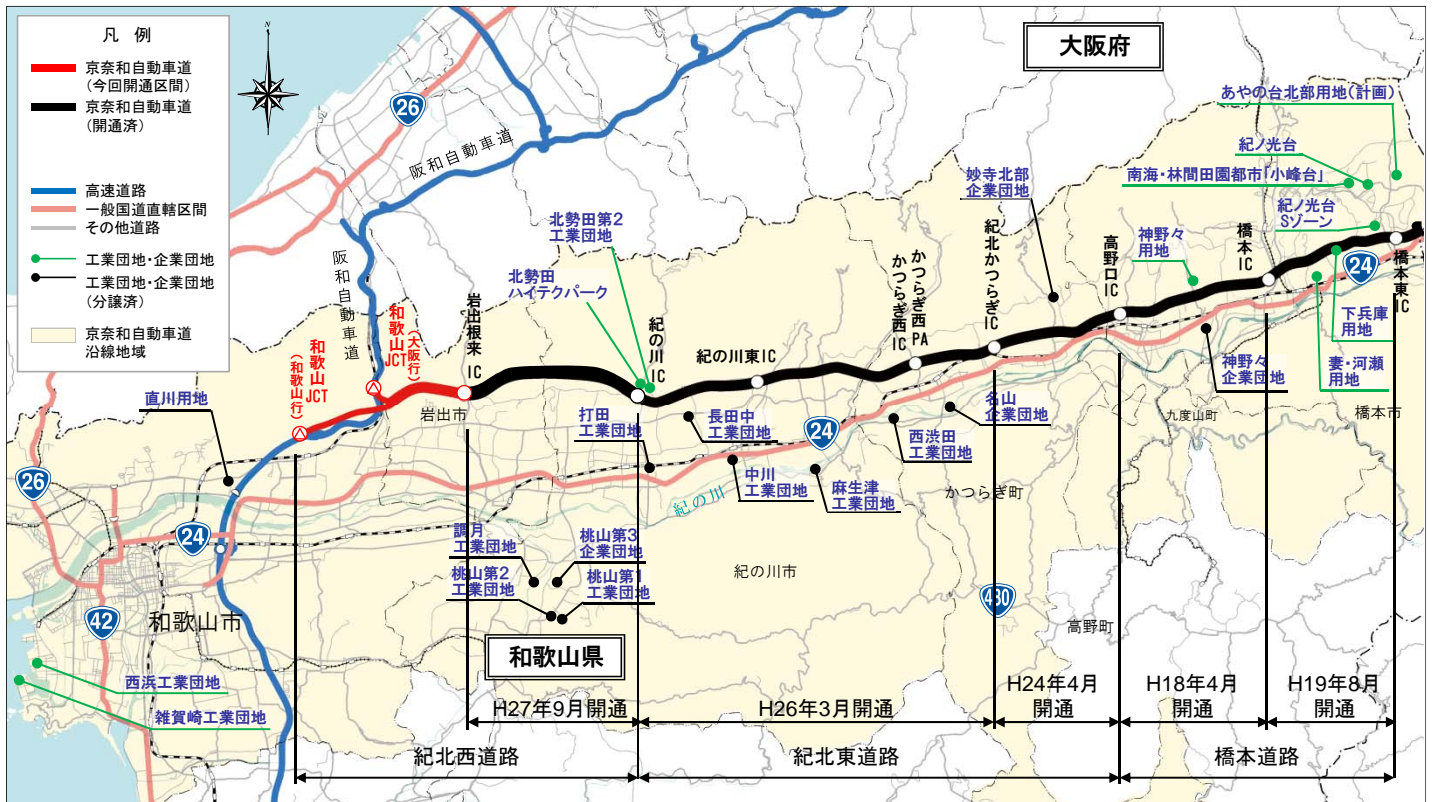 凡 例
京奈和自動車道
(今回開通区間)
京奈和自動車道
(開通済)
高速道路
一般国道直轄区間
その他道路
工業団地・企業団地
工業団地・企業団地
(分譲済)
京奈和自動車道
沿線地域
N
大阪府
26
阪和自動車道
阪和自動車道
あやの台北部用地(計画)
紀ノ光台
南海・林間田園都市「小峰台」
紀ノ光台
Sゾーン
妙寺北部
企業団地
神野々
用地
北勢田第2
工業団地
北勢田
ハイテクパーク
和歌山
JCT
(和歌山行)
和歌山
JCT
(大阪行)
岩出根来 IC
紀の川IC
紀の川東IC
かつらぎ西IC
かつらぎ西PA
紀北かつらぎIC
高野口IC
橋本IC
橋本東IC
24
下兵庫
用地
妻・河瀬
用地
神野々
企業団地
橋本市
九度山町
直川用地
岩出市
打田
工業団地
長田中
工業団地
24
中川
工業団地
麻生津
工業団地
西渋田
工業団地
名山
企業団地
かつらぎ町
紀の川
紀の川市
26
24
42
和歌山市
調月
工業団地
桃山第3
企業団地
桃山第2
工業団地
桃山第1
工業団地
480
高野町
和歌山県
西浜工業団地
雑賀崎工業団地
H27年9月開通
H26年3月開通
H24年4月
開通
H18年4月
開通
H19年8月
開通
紀北西道路
紀北東道路
橋本道路